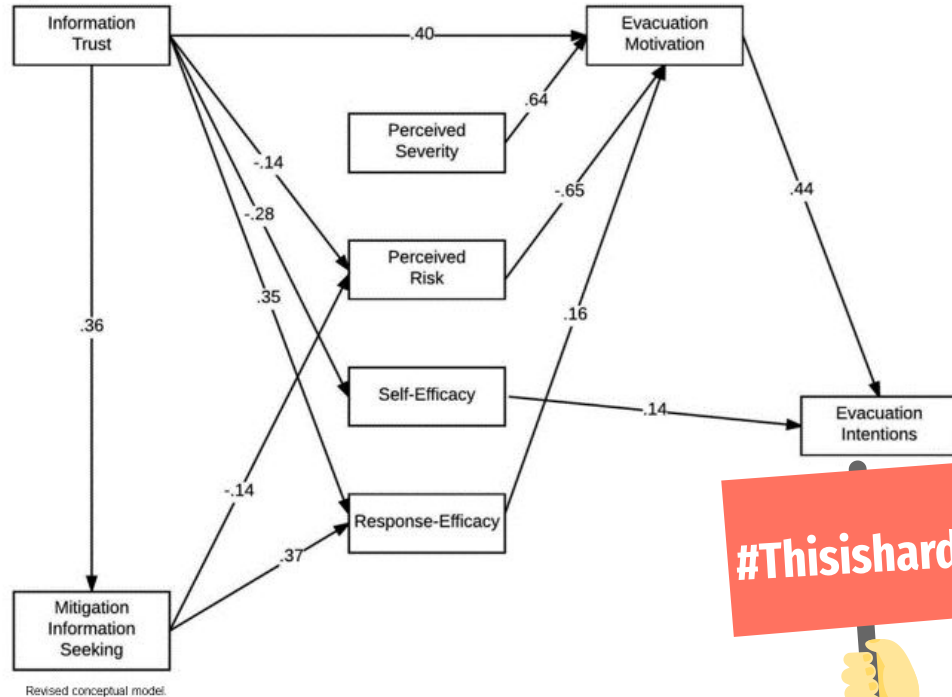 Information
Trust
.40
Evacuation
Motivation
.64
Perceived
Severity
-.14
-.65
.44
-.28
Perceived
Risk
.35
.16
.36
Self-Efficacy
.14
Evacuation
Intentions
-.14
Response-Efficacy
.37
#Thisishard
Mitigation
Information
Seeking
Revised conceptual model.